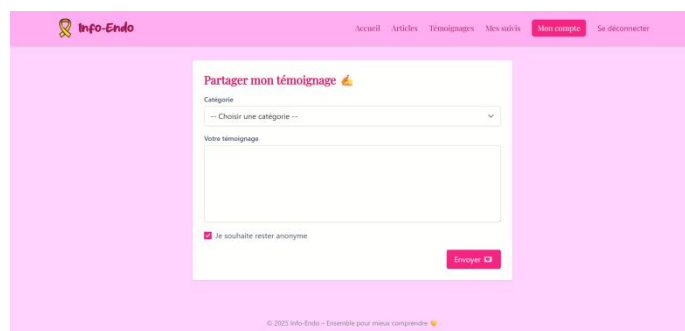 Info-Endo
Accueil Articles Témoignages Mes suivis Mon compte Se déconnecter
Partager mon témoignage ✍️
Catégorie
-- Choisir une catégorie --
Votre témoignage
Je souhaite rester anonyme
Envoyer 💌
© 2025 Info-Endo – Ensemble pour mieux comprendre 💛